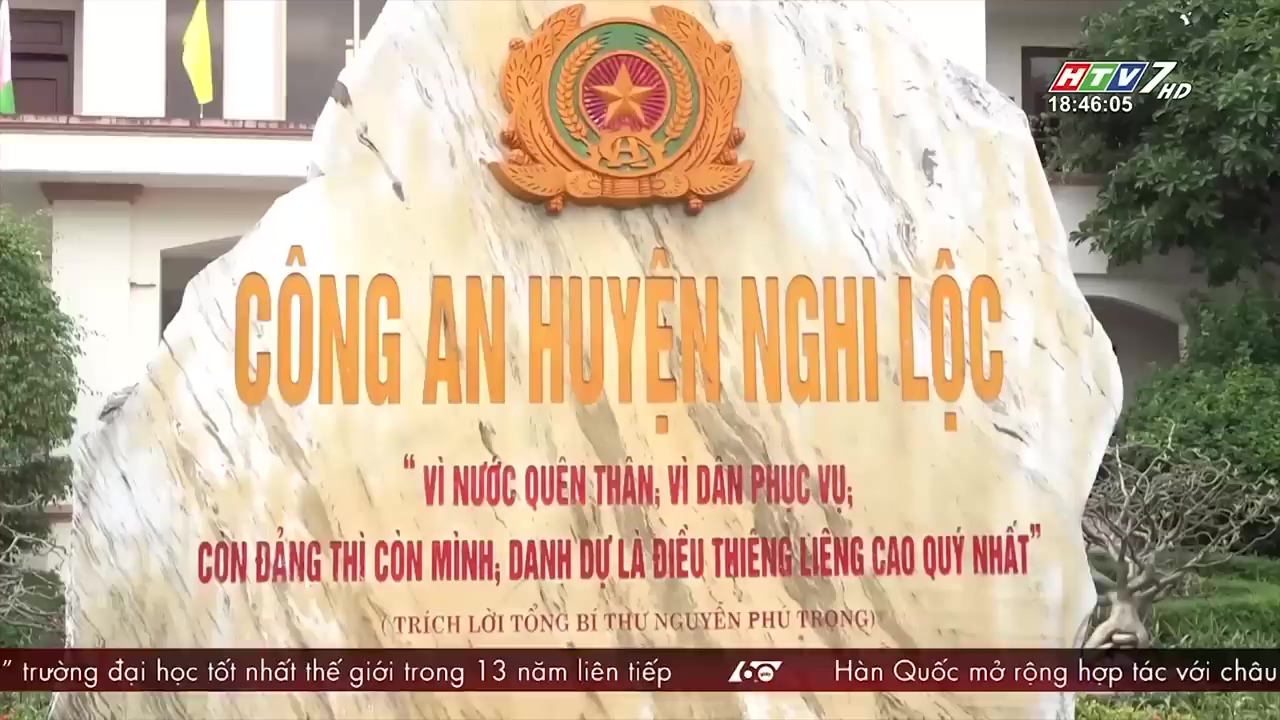 HTV7 HD
18:46:05
CÔNG AN HUYỆN NGHI LỘC
“VÌ NƯỚC QUÊN THÂN; VÌ DÂN PHỤC VỤ;
CÒN ĐẢNG THÌ CÒN MÌNH; DANH DỰ LÀ ĐIỀU THIÊNG LIÊNG CAO QUÝ NHẤT”
(TRÍCH LỜI TỔNG BÍ THƯ NGUYỄN PHÚ TRỌNG)
” trường đại học tốt nhất thế giới trong 13 năm liên tiếp 60 Hàn Quốc mở rộng hợp tác với châu